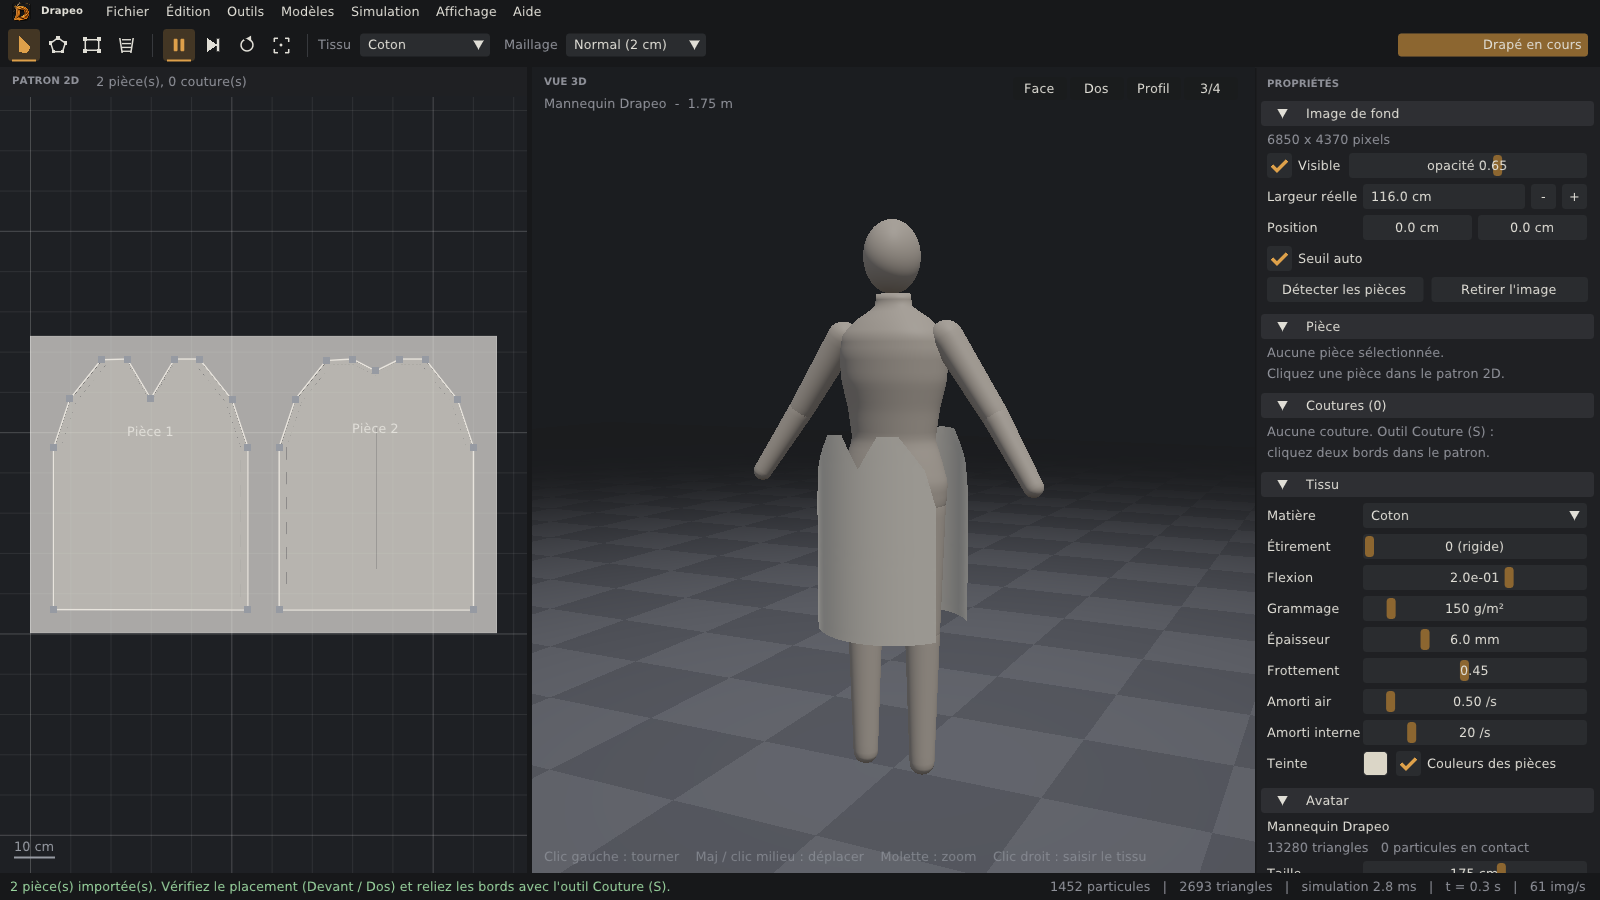 Drapeo Fichier Édition Outils Modèles Simulation Affichage Aide
Tissu Coton Maillage Normal (2 cm) Drapé en cours
PATRON 2D 2 pièce(s), 0 couture(s)
Pièce 1
Pièce 2
10 cm
VUE 3D
Mannequin Drapeo - 1.75 m
Face Dos Profil 3/4
Clic gauche : tourner Maj / clic milieu : déplacer Molette : zoom Clic droit : saisir le tissu
PROPRIÉTÉS
Image de fond
6850 x 4370 pixels
Visible opacité 0.65
Largeur réelle 116.0 cm - +
Position 0.0 cm 0.0 cm
Seuil auto
Détecter les pièces Retirer l'image
Pièce
Aucune pièce sélectionnée.
Cliquez une pièce dans le patron 2D.
Coutures (0)
Aucune couture. Outil Couture (S) :
cliquez deux bords dans le patron.
Tissu
Matière Coton
Étirement 0 (rigide)
Flexion 2.0e-01
Grammage 150 g/m²
Épaisseur 6.0 mm
Frottement 0.45
Amorti air 0.50 /s
Amorti interne 20 /s
Teinte Couleurs des pièces
Avatar
Mannequin Drapeo
13280 triangles 0 particules en contact
Taille 175 cm
2 pièce(s) importée(s). Vérifiez le placement (Devant / Dos) et reliez les bords avec l'outil Couture (S).
1452 particules | 2693 triangles | simulation 2.8 ms | t = 0.3 s | 61 img/s